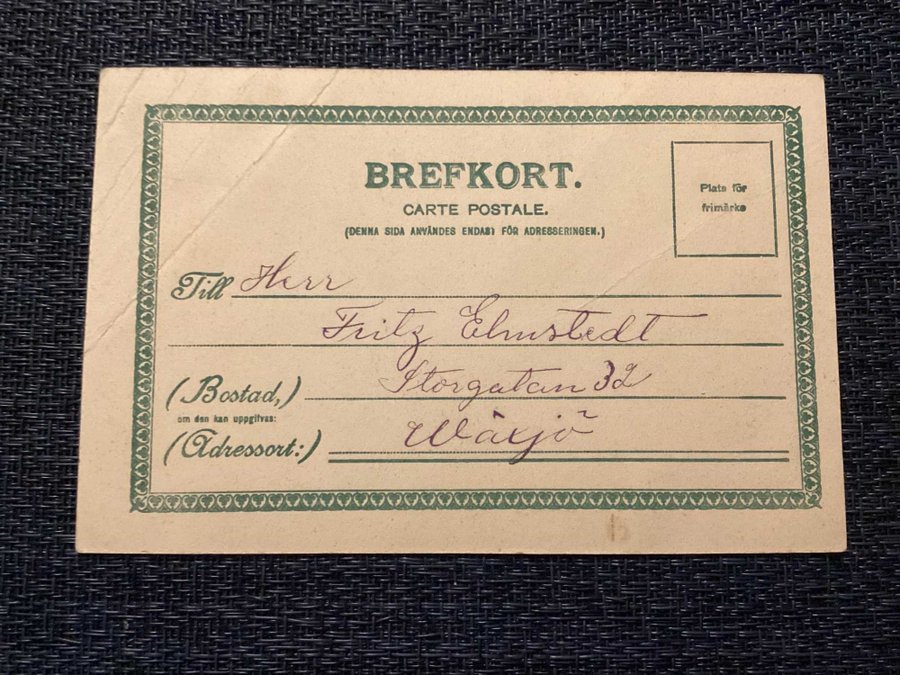 BREFKORT.
CARTE POSTALE.
(DENNA SIDA ANVÄNDES ENDAST FÖR ADRESSERINGEN.)
Plats för
frimärke
Till Herr
Fritz Elmstedt
(Bostad,) Storgatan 32
om den kan uppgifvas:
(Adressort:) Wäxjö